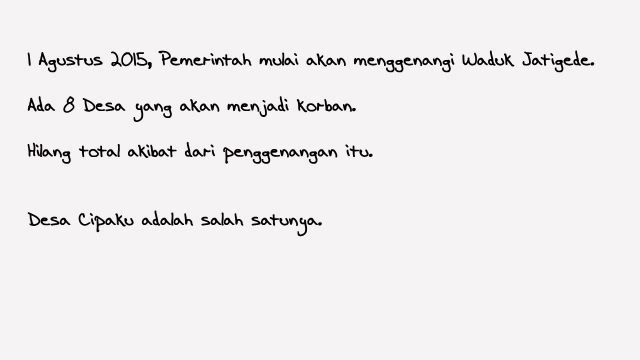 1 Agustus 2015, Pemerintah mulai akan menggenangi Waduk Jatigede.
Ada 8 Desa yang akan menjadi korban.
Hilang total akibat dari penggenangan itu.
Desa Cipaku adalah salah satunya.